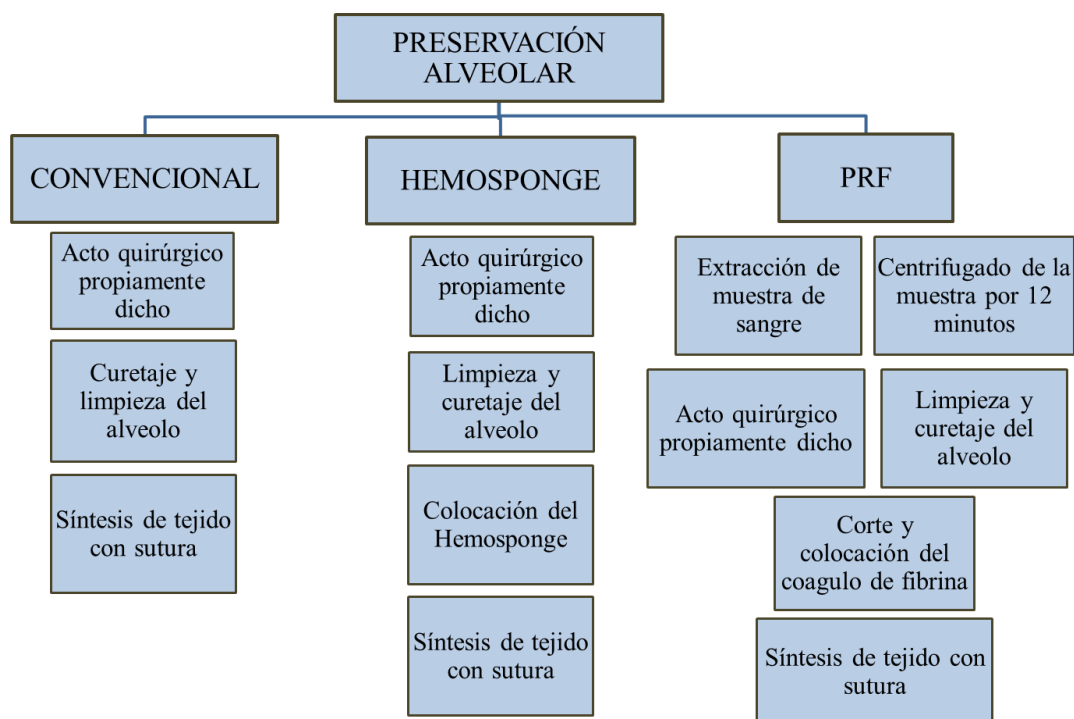 PRESERVACIÓN
ALVEOLAR
CONVENCIONAL
Acto quirúrgico
propiamente
dicho
Curetaje y
limpieza del
alveolo
Síntesis de tejido
con sutura
HEMOSPONGE
Acto quirúrgico
propiamente
dicho
Limpieza y
curetaje del
alveolo
Colocación del
Hemosponge
Síntesis de tejido
con sutura
PRF
Extracción de
muestra de
sangre
Centrifugado de la
muestra por 12
minutos
Acto quirúrgico
propiamente dicho
Limpieza y
curetaje del
alveolo
Corte y
colocación del
coagulo de fibrina
Síntesis de tejido con
sutura